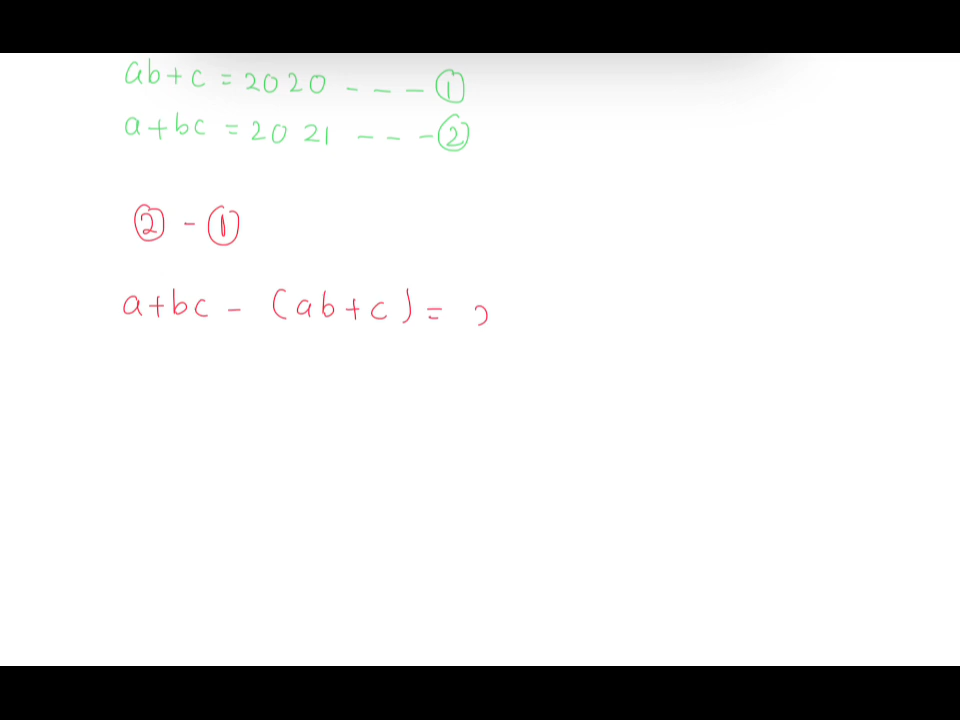 ab+c = 2020 - - - ①
a+bc = 2021 - - - ②
② - ①
a+bc - (ab+c) =